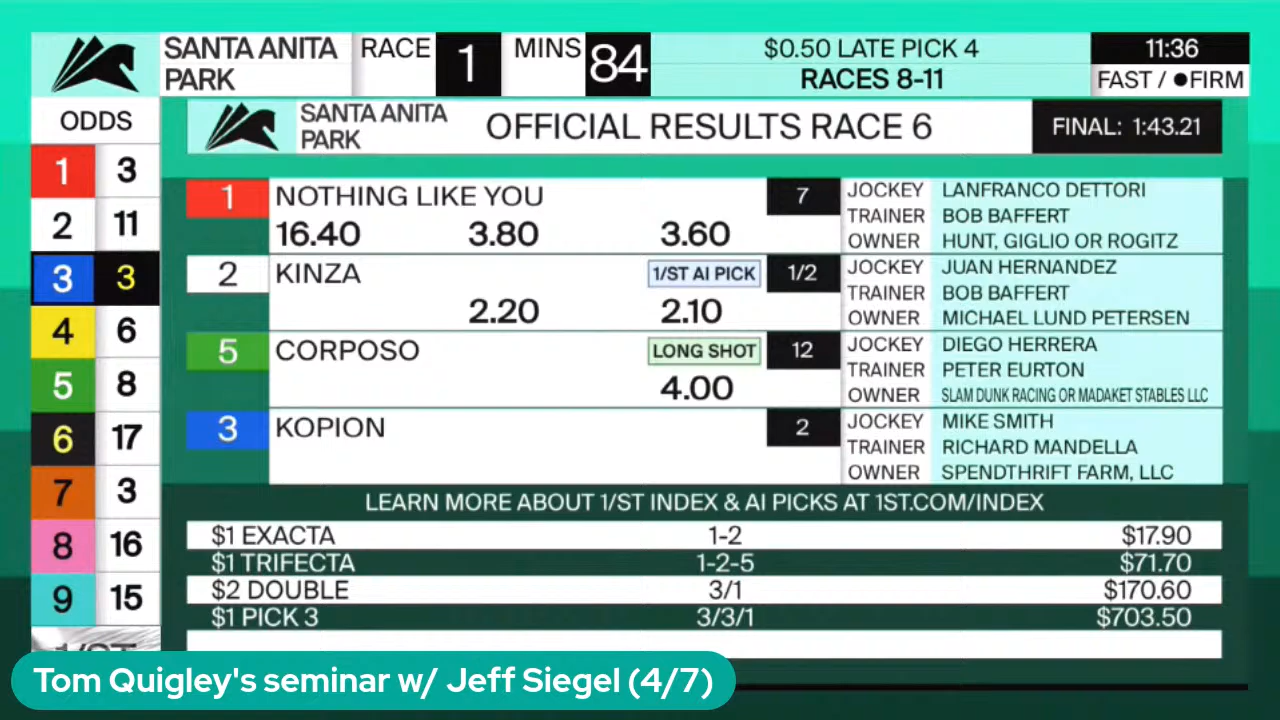 SANTA ANITA PARK
RACE 1
MINS 84
$0.50 LATE PICK 4
RACES 8-11
11:36
FAST / ●FIRM
ODDS
1 3
2 11
3 3
4 6
5 8
6 17
7 3
8 16
9 15
SANTA ANITA PARK
OFFICIAL RESULTS RACE 6
FINAL: 1:43.21
1 NOTHING LIKE YOU 7
16.40 3.80 3.60
JOCKEY LANFRANCO DETTORI
TRAINER BOB BAFFERT
OWNER HUNT, GIGLIO OR ROGITZ
2 KINZA 1/ST AI PICK 1/2
2.20 2.10
JOCKEY JUAN HERNANDEZ
TRAINER BOB BAFFERT
OWNER MICHAEL LUND PETERSEN
5 CORPOSO LONG SHOT 12
4.00
JOCKEY DIEGO HERRERA
TRAINER PETER EURTON
OWNER SLAM DUNK RACING OR MADAKET STABLES LLC
3 KOPION 2
JOCKEY MIKE SMITH
TRAINER RICHARD MANDELLA
OWNER SPENDTHRIFT FARM, LLC
LEARN MORE ABOUT 1/ST INDEX & AI PICKS AT 1ST.COM/INDEX
$1 EXACTA 1-2 $17.90
$1 TRIFECTA 1-2-5 $71.70
$2 DOUBLE 3/1 $170.60
$1 PICK 3 3/3/1 $703.50
Tom Quigley's seminar w/ Jeff Siegel (4/7)